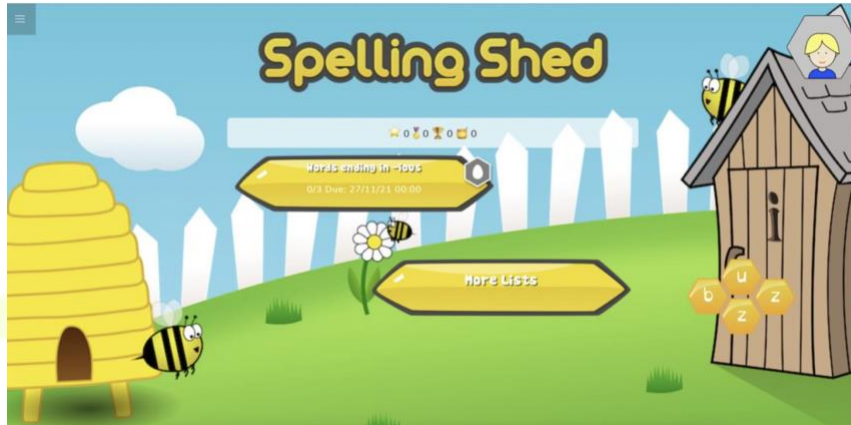 Spelling Shed
0 0 0 0
Words ending in -ious
0/3 Due: 27/11/21 00:00
More Lists
i
u
b z
z